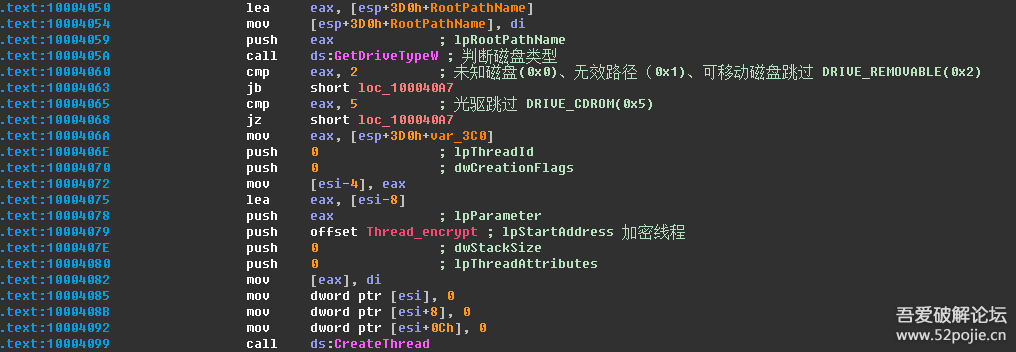 .text:10004050 lea eax, [esp+3D0h+RootPathName]
.text:10004054 mov [esp+3D0h+RootPathName], di
.text:10004059 push eax ; lpRootPathName
.text:1000405A call ds:GetDriveTypeW ; 判断磁盘类型
.text:10004060 cmp eax, 2 ; 未知磁盘(0x0)、无效路径（0x1)、可移动磁盘跳过 DRIVE_REMOVABLE(0x2)
.text:10004063 jb short loc_100040A7
.text:10004065 cmp eax, 5 ; 光驱跳过 DRIVE_CDROM(0x5)
.text:10004068 jz short loc_100040A7
.text:1000406A mov eax, [esp+3D0h+var_3C0]
.text:1000406E push 0 ; lpThreadId
.text:10004070 push 0 ; dwCreationFlags
.text:10004072 mov [esi-4], eax
.text:10004075 lea eax, [esi-8]
.text:10004078 push eax ; lpParameter
.text:10004079 push offset Thread_encrypt ; lpStartAddress 加密线程
.text:1000407E push 0 ; dwStackSize
.text:10004080 push 0 ; lpThreadAttributes
.text:10004082 mov [eax], di
.text:10004085 mov dword ptr [esi], 0
.text:1000408B mov dword ptr [esi+8], 0
.text:10004092 mov dword ptr [esi+0Ch], 0
.text:10004099 call ds:CreateThread
吾爱破解论坛
www.52pojie.cn